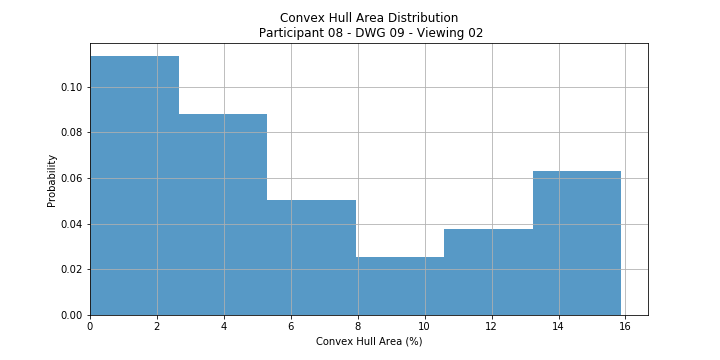 Convex Hull Area Distribution
Participant 08 - DWG 09 - Viewing 02
Probability
0.10
0.08
0.06
0.04
0.02
0.00
0 2 4 6 8 10 12 14 16
Convex Hull Area (%)